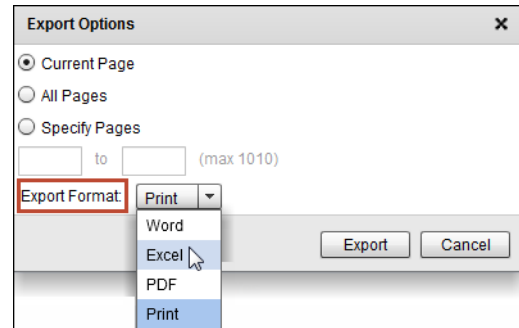 Export Options
Current Page
All Pages
Specify Pages
to (max 1010)
Export Format: Print
Word
Excel
Export Cancel
PDF
Print